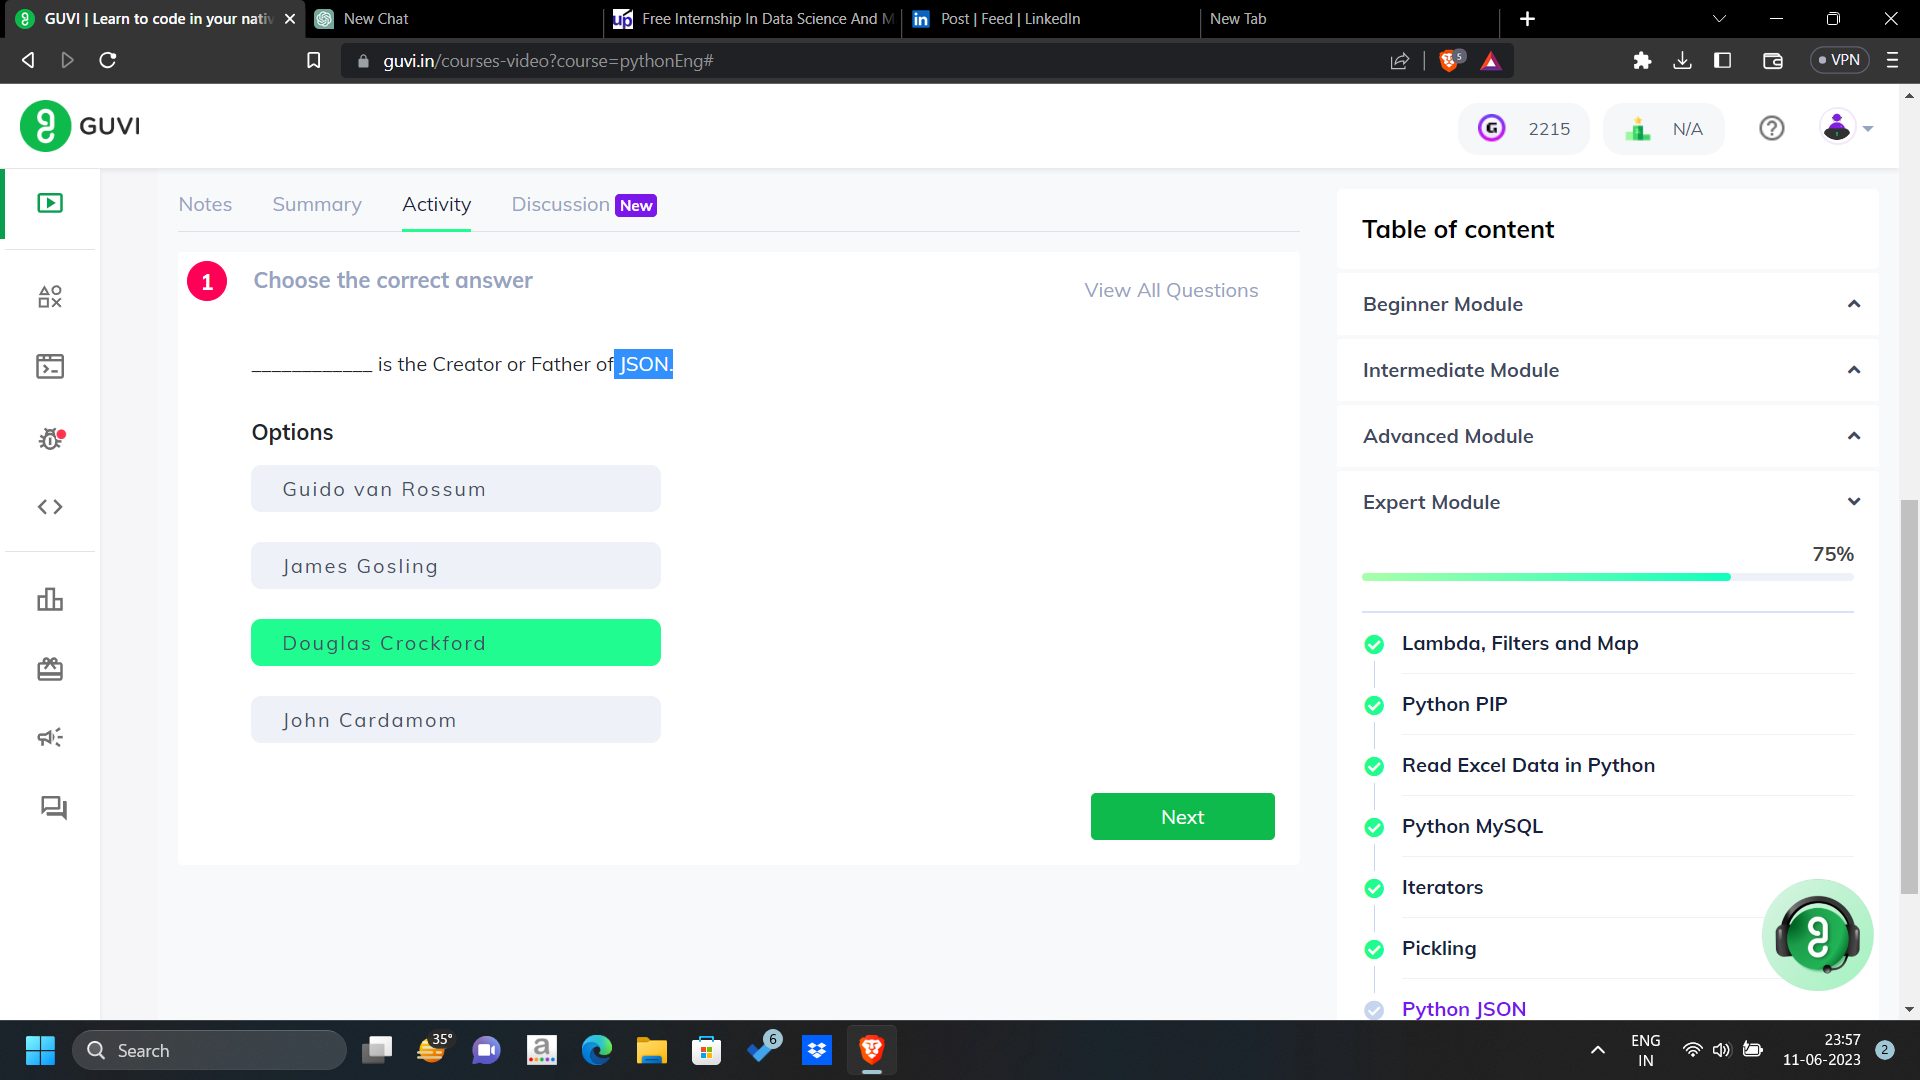 GUVI | Learn to code in your nativ
New Chat
up
Free Internship In Data Science And M
in
Post | Feed | LinkedIn
New Tab
guvi.in/courses-video?course=pythonEng#
5
VPN
GUVI
G
2215
N/A
Notes
Summary
Activity
Discussion New
1
Choose the correct answer
View All Questions
____________ is the Creator or Father of JSON.
Options
Guido van Rossum
James Gosling
Douglas Crockford
John Cardamom
Next
Table of content
Beginner Module
Intermediate Module
Advanced Module
Expert Module
75%
Lambda, Filters and Map
Python PIP
Read Excel Data in Python
Python MySQL
Iterators
Pickling
Python JSON
Search
35°
a
6
ENG
IN
23:57
11-06-2023
2